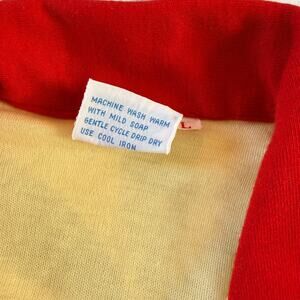 MACHINE WASH WARM
WITH MILD SOAP
GENTLE CYCLE DRIP DRY
USE COOL IRON
L